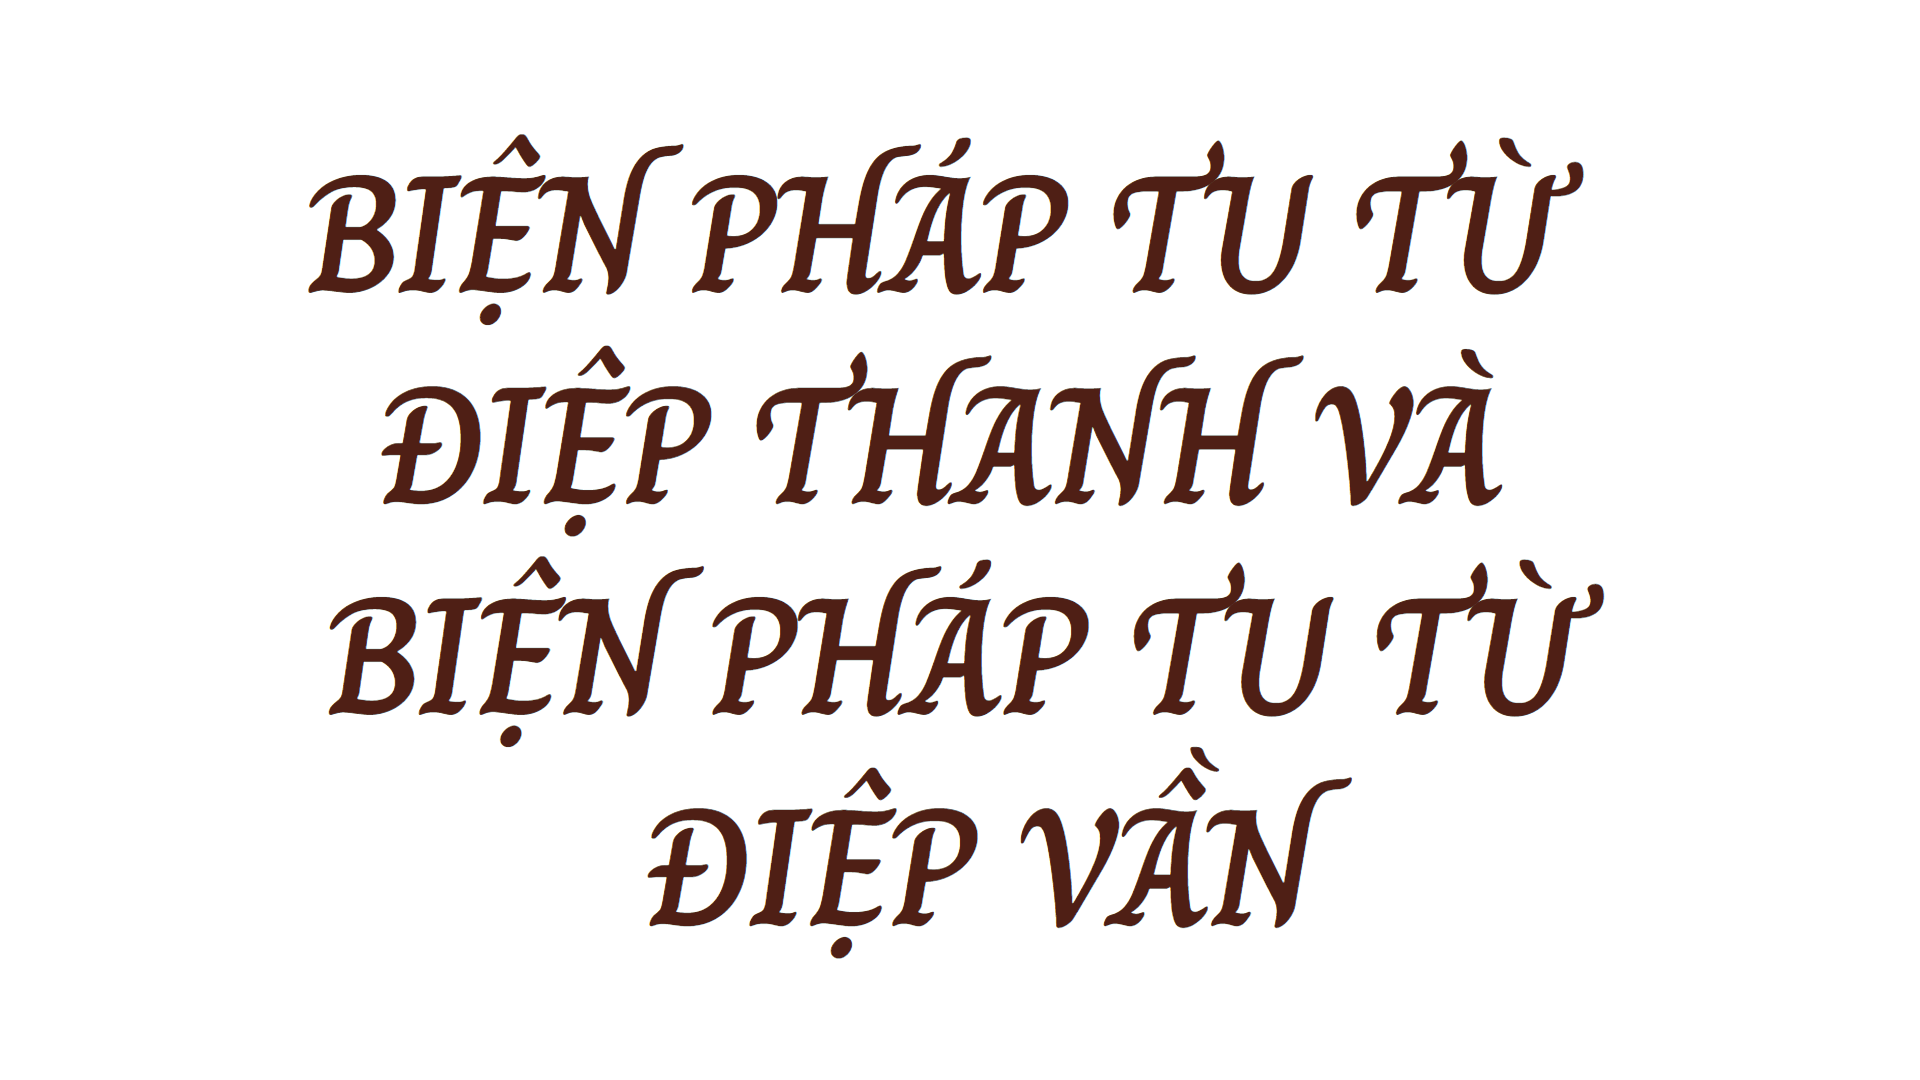 BIỆN PHÁP TU TỪ
ĐIỆP THANH VÀ
BIỆN PHÁP TU TỪ
ĐIỆP VẦN